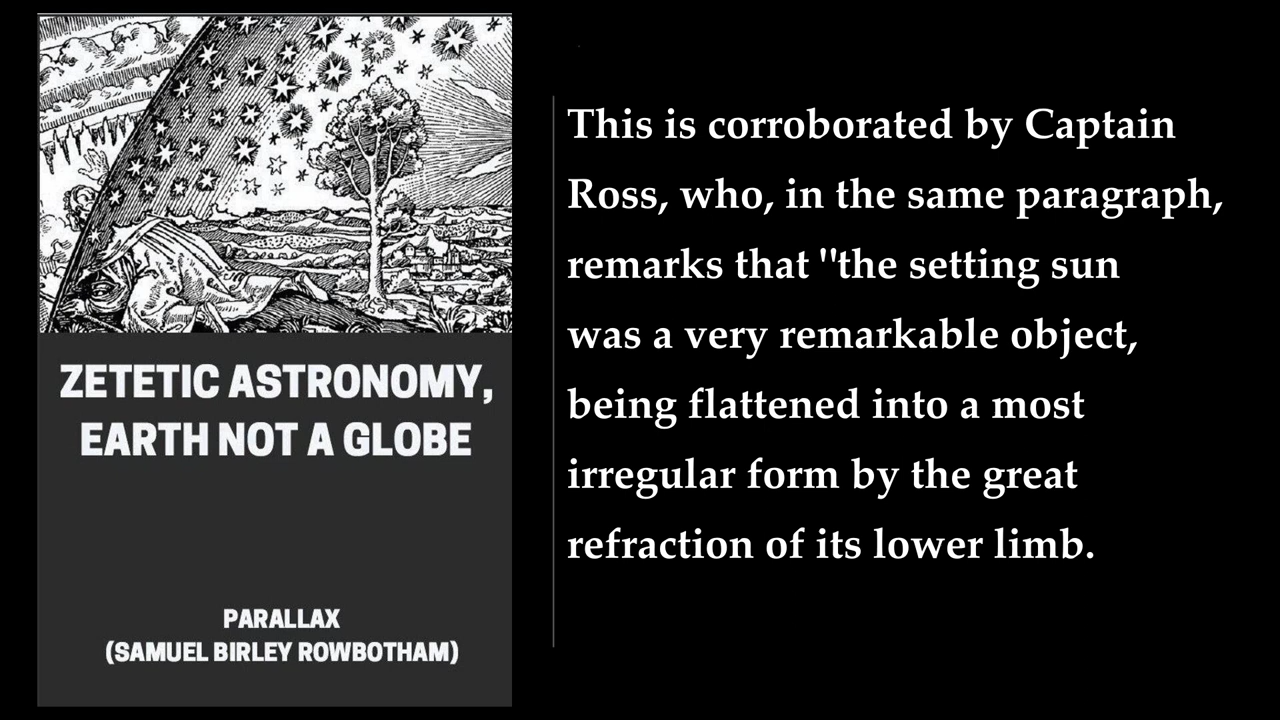 ZETETIC ASTRONOMY,
EARTH NOT A GLOBE
PARALLAX
(SAMUEL BIRLEY ROWBOTHAM)
This is corroborated by Captain
Ross, who, in the same paragraph,
remarks that "the setting sun
was a very remarkable object,
being flattened into a most
irregular form by the great
refraction of its lower limb.